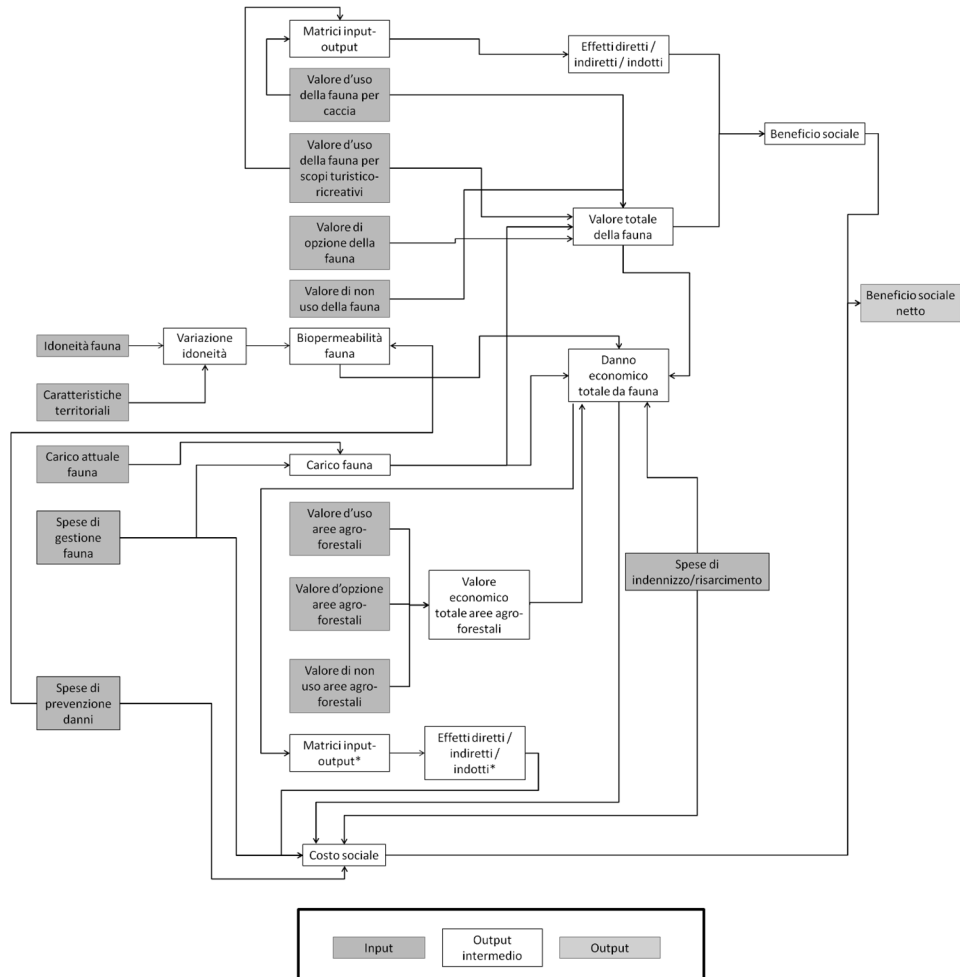 Matrici input-
output
Effetti diretti /
indiretti / indotti
Valore d'uso
della fauna per
caccia
Beneficio sociale
Valore d'uso
della fauna per
scopi turistico-
ricreativi
Valore totale
della fauna
Valore di
opzione della
fauna
Valore di non
uso della fauna
Beneficio sociale
netto
Idoneità fauna
Variazione
idoneità
Biopermeabilità
fauna
Danno
economico
totale da fauna
Caratteristiche
territoriali
Carico attuale
fauna
Carico fauna
Spese di
gestione
fauna
Valore d'uso
aree agro-
forestali
Spese di
indennizzo/risarcimento
Valore d'opzione
aree agro-
forestali
Valore
economico
totale aree agro-
forestali
Valore di non
uso aree agro-
forestali
Spese di
prevenzione
danni
Matrici input-
output*
Effetti diretti /
indiretti /
indotti*
Costo sociale
Input
Output
intermedio
Output